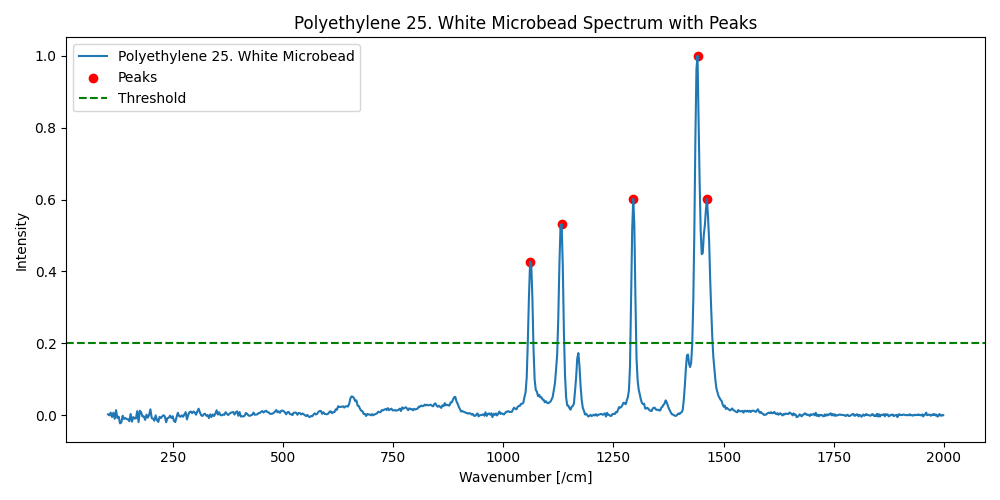 Polyethylene 25. White Microbead Spectrum with Peaks
Polyethylene 25. White Microbead
Peaks
Threshold
Intensity
1.0
0.8
0.6
0.4
0.2
0.0
250 500 750 1000 1250 1500 1750 2000
Wavenumber [/cm]